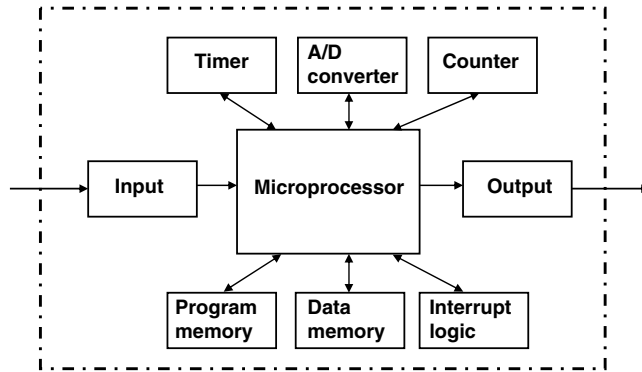 Timer
A/D
converter
Counter
Input
Microprocessor
Output
Program
memory
Data
memory
Interrupt
logic